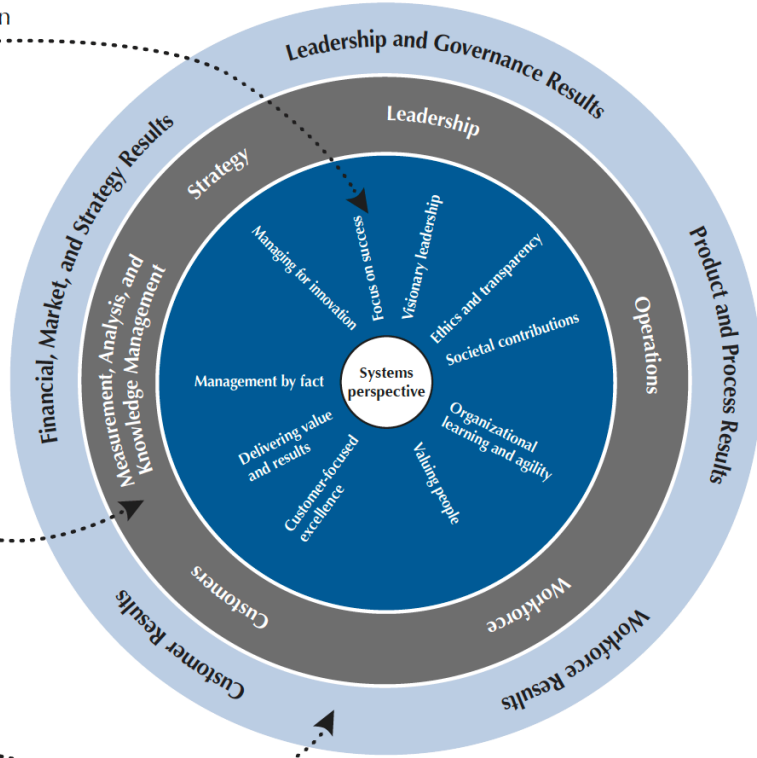 n
Leadership and Governance Results
Financial, Market, and Strategy Results
Product and Process Results
Customer Results
Workforce Results
Leadership
Strategy
Operations
Measurement, Analysis, and
Knowledge Management
Customers
Workforce
Managing for innovation
Focus on success
Visionary leadership
Ethics and transparency
Societal contributions
Management by fact
Systems
perspective
Organizational
learning and agility
Delivering value
and results
Customer-focused
excellence
Valuing people